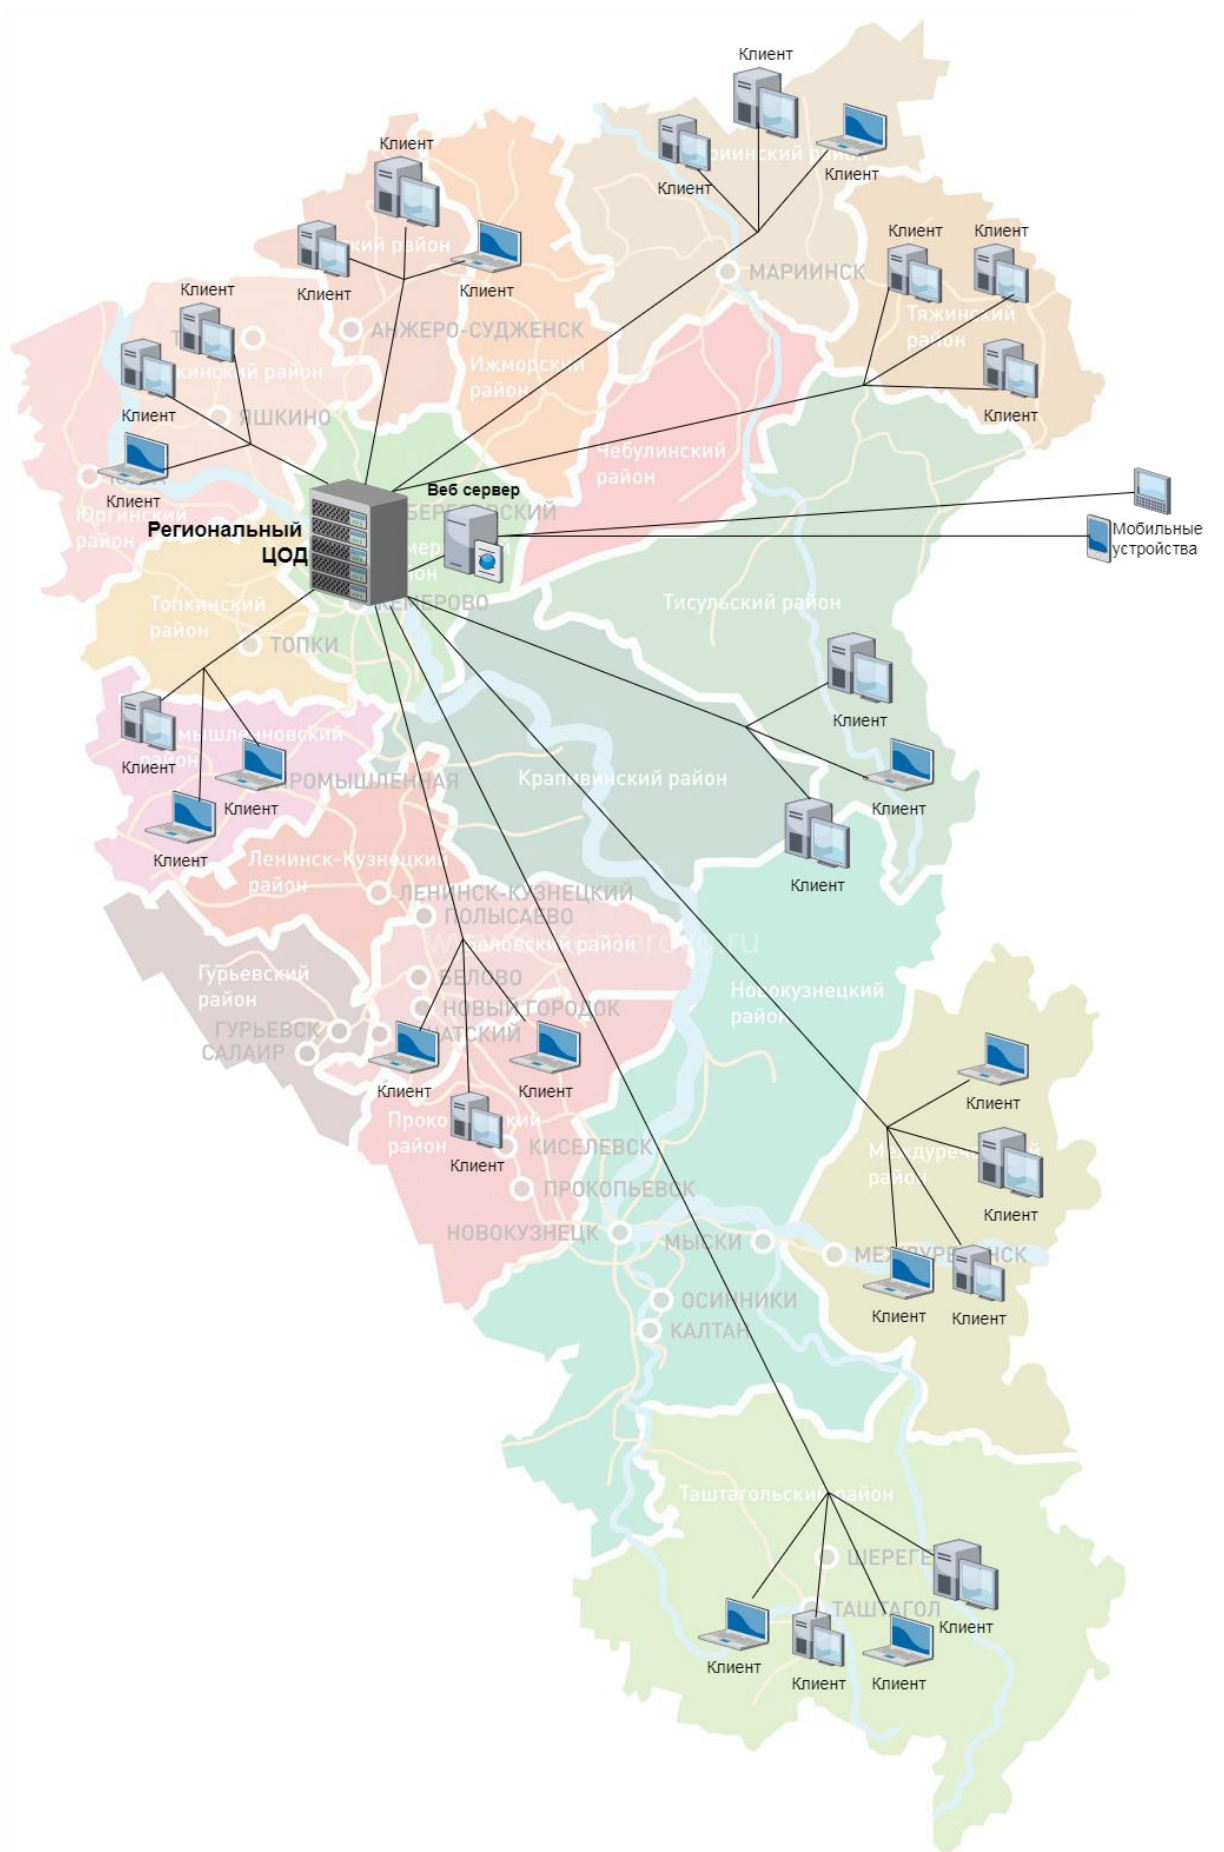 Клиент
Клиент
Клиент
Клиент
Клиент
Клиент
Клиент
МАРИИНСК
Клиент
Клиент
Тяжинский
район
Клиент
Клиент
АНЖЕРО-СУДЖЕНСК
Ижморский
район
Клиент
ЯШКИНО
Клиент
Юргинский
район
Чебулинский
район
Веб сервер
Региональный
ЦОД
Мобильные
устройства
КЕМЕРОВО
Топкинский
район
ТОПКИ
Тисульский район
Клиент
Клиент
Клиент
Клиент
Клиент
Клиент
Крапивинский район
Ленинск-Кузнецкий
район
ЛЕНИНСК-КУЗНЕЦКИЙ
ПОЛЫСАЕВО
Гурьевский
район
БЕЛОВО
НОВЫЙ ГОРОДОК
ГУРЬЕВСК
САЛАИР
Новокузнецкий
район
Клиент
Клиент
Клиент
КИСЕЛЕВСК
ПРОКОПЬЕВСК
НОВОКУЗНЕЦК
МЫСКИ
ОСИННИКИ
КАЛТАН
Клиент
Клиент
Клиент
Клиент
Таштагольский район
ТАШТАГОЛ
Клиент
Клиент
Клиент
Клиент